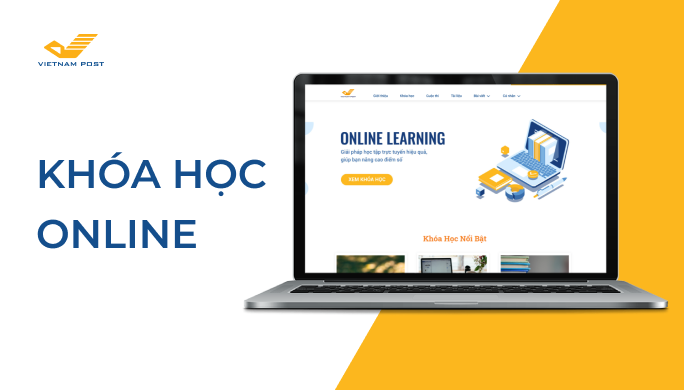 VIETNAM POST
KHÓA HỌC
ONLINE
Giới thiệu Khóa học Cuộc thi Tài liệu Bài viết Cá nhân
ONLINE LEARNING
Giải pháp học tập trực tuyến hiệu quả,
giúp bạn nâng cao điểm số
XEM KHÓA HỌC
Khóa Học Nổi Bật